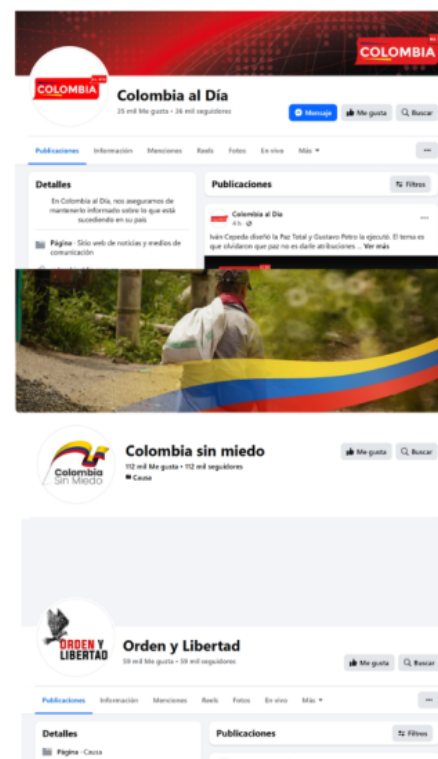 COLOMBIA
COLOMBIA
Colombia al Día
35 mil Me gusta • 36 mil seguidores
Mensaje
Me gusta
Buscar
Publicaciones
Información
Menciones
Reels
Fotos
En vivo
Más
Detalles
En Colombia al Día, nos aseguramos de
mantenerlo informado sobre lo que está
sucediendo en su país
Página · Sitio web de noticias y medios de
comunicación
Publicaciones
Filtros
Colombia al Día
4 h
Iván Cepeda diseñó la Paz Total y Gustavo Petro la ejecutó. El tema es
que olvidaron que paz no es darle atribuciones ... Ver más
Colombia
Sin Miedo
Colombia sin miedo
112 mil Me gusta • 112 mil seguidores
Causa
Me gusta
Buscar
ORDEN Y
LIBERTAD
Orden y Libertad
59 mil Me gusta • 59 mil seguidores
Me gusta
Buscar
Publicaciones
Información
Menciones
Reels
Fotos
En vivo
Más
Detalles
Página · Causa
Publicaciones
Filtros